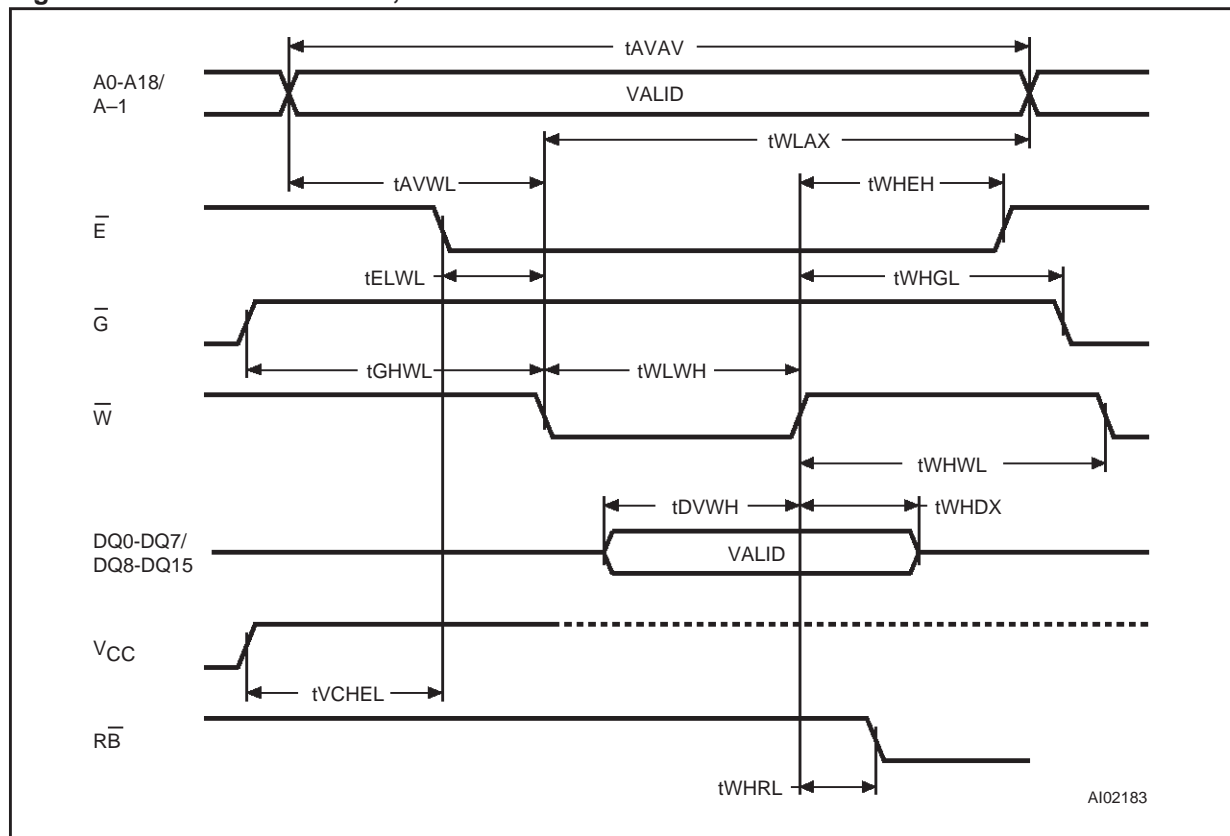 tAVAV
A0-A18/
A–1
VALID
tWLAX
tAVWL
tWHEH
E̅
tELWL
tWHGL
G̅
tGHWL
tWLWH
W̅
tWHWL
tDVWH
tWHDX
DQ0-DQ7/
DQ8-DQ15
VALID
VCC
tVCHEL
RB̅
tWHRL
AI02183